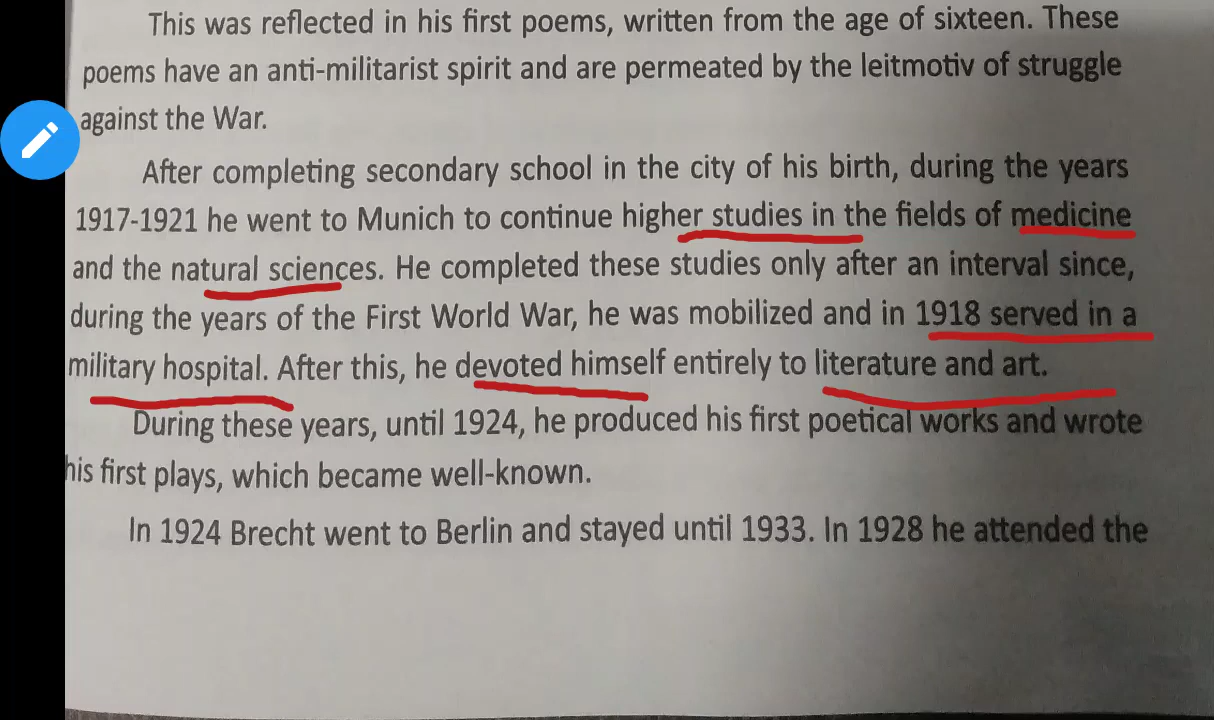 This was reflected in his first poems, written from the age of sixteen. These
poems have an anti-militarist spirit and are permeated by the leitmotiv of struggle
against the War.
After completing secondary school in the city of his birth, during the years
1917-1921 he went to Munich to continue higher studies in the fields of medicine
and the natural sciences. He completed these studies only after an interval since,
during the years of the First World War, he was mobilized and in 1918 served in a
military hospital. After this, he devoted himself entirely to literature and art.
During these years, until 1924, he produced his first poetical works and wrote
his first plays, which became well-known.
In 1924 Brecht went to Berlin and stayed until 1933. In 1928 he attended the